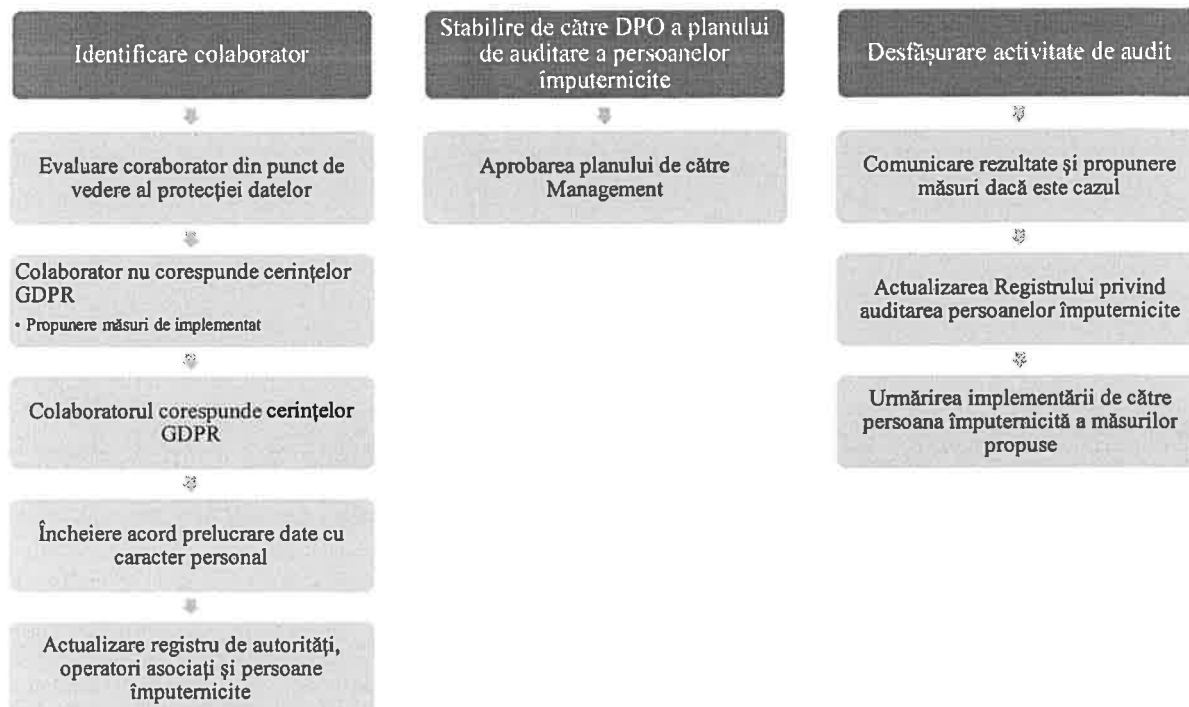 Identificare colaborator
Evaluare coraborator din punct de
vedere al protecției datelor
Colaborator nu corespunde cerințelor
GDPR
• Propunere măsuri de implementat
Colaboratorul corespunde cerințelor
GDPR
Încheiere acord prelucrare date cu
caracter personal
Actualizare registru de autorități,
operatori asociați și persoane
împuternicite
Stabilire de către DPO a planului
de auditare a persoanelor
împuternicite
Aprobarea planului de către
Management
Desfășurare activitate de audit
Comunicare rezultate și propunere
măsuri dacă este cazul
Actualizarea Registrului privind
auditarea persoanelor împuternicite
Urmărirea implementării de către
persoana împuternicită a măsurilor
propuse